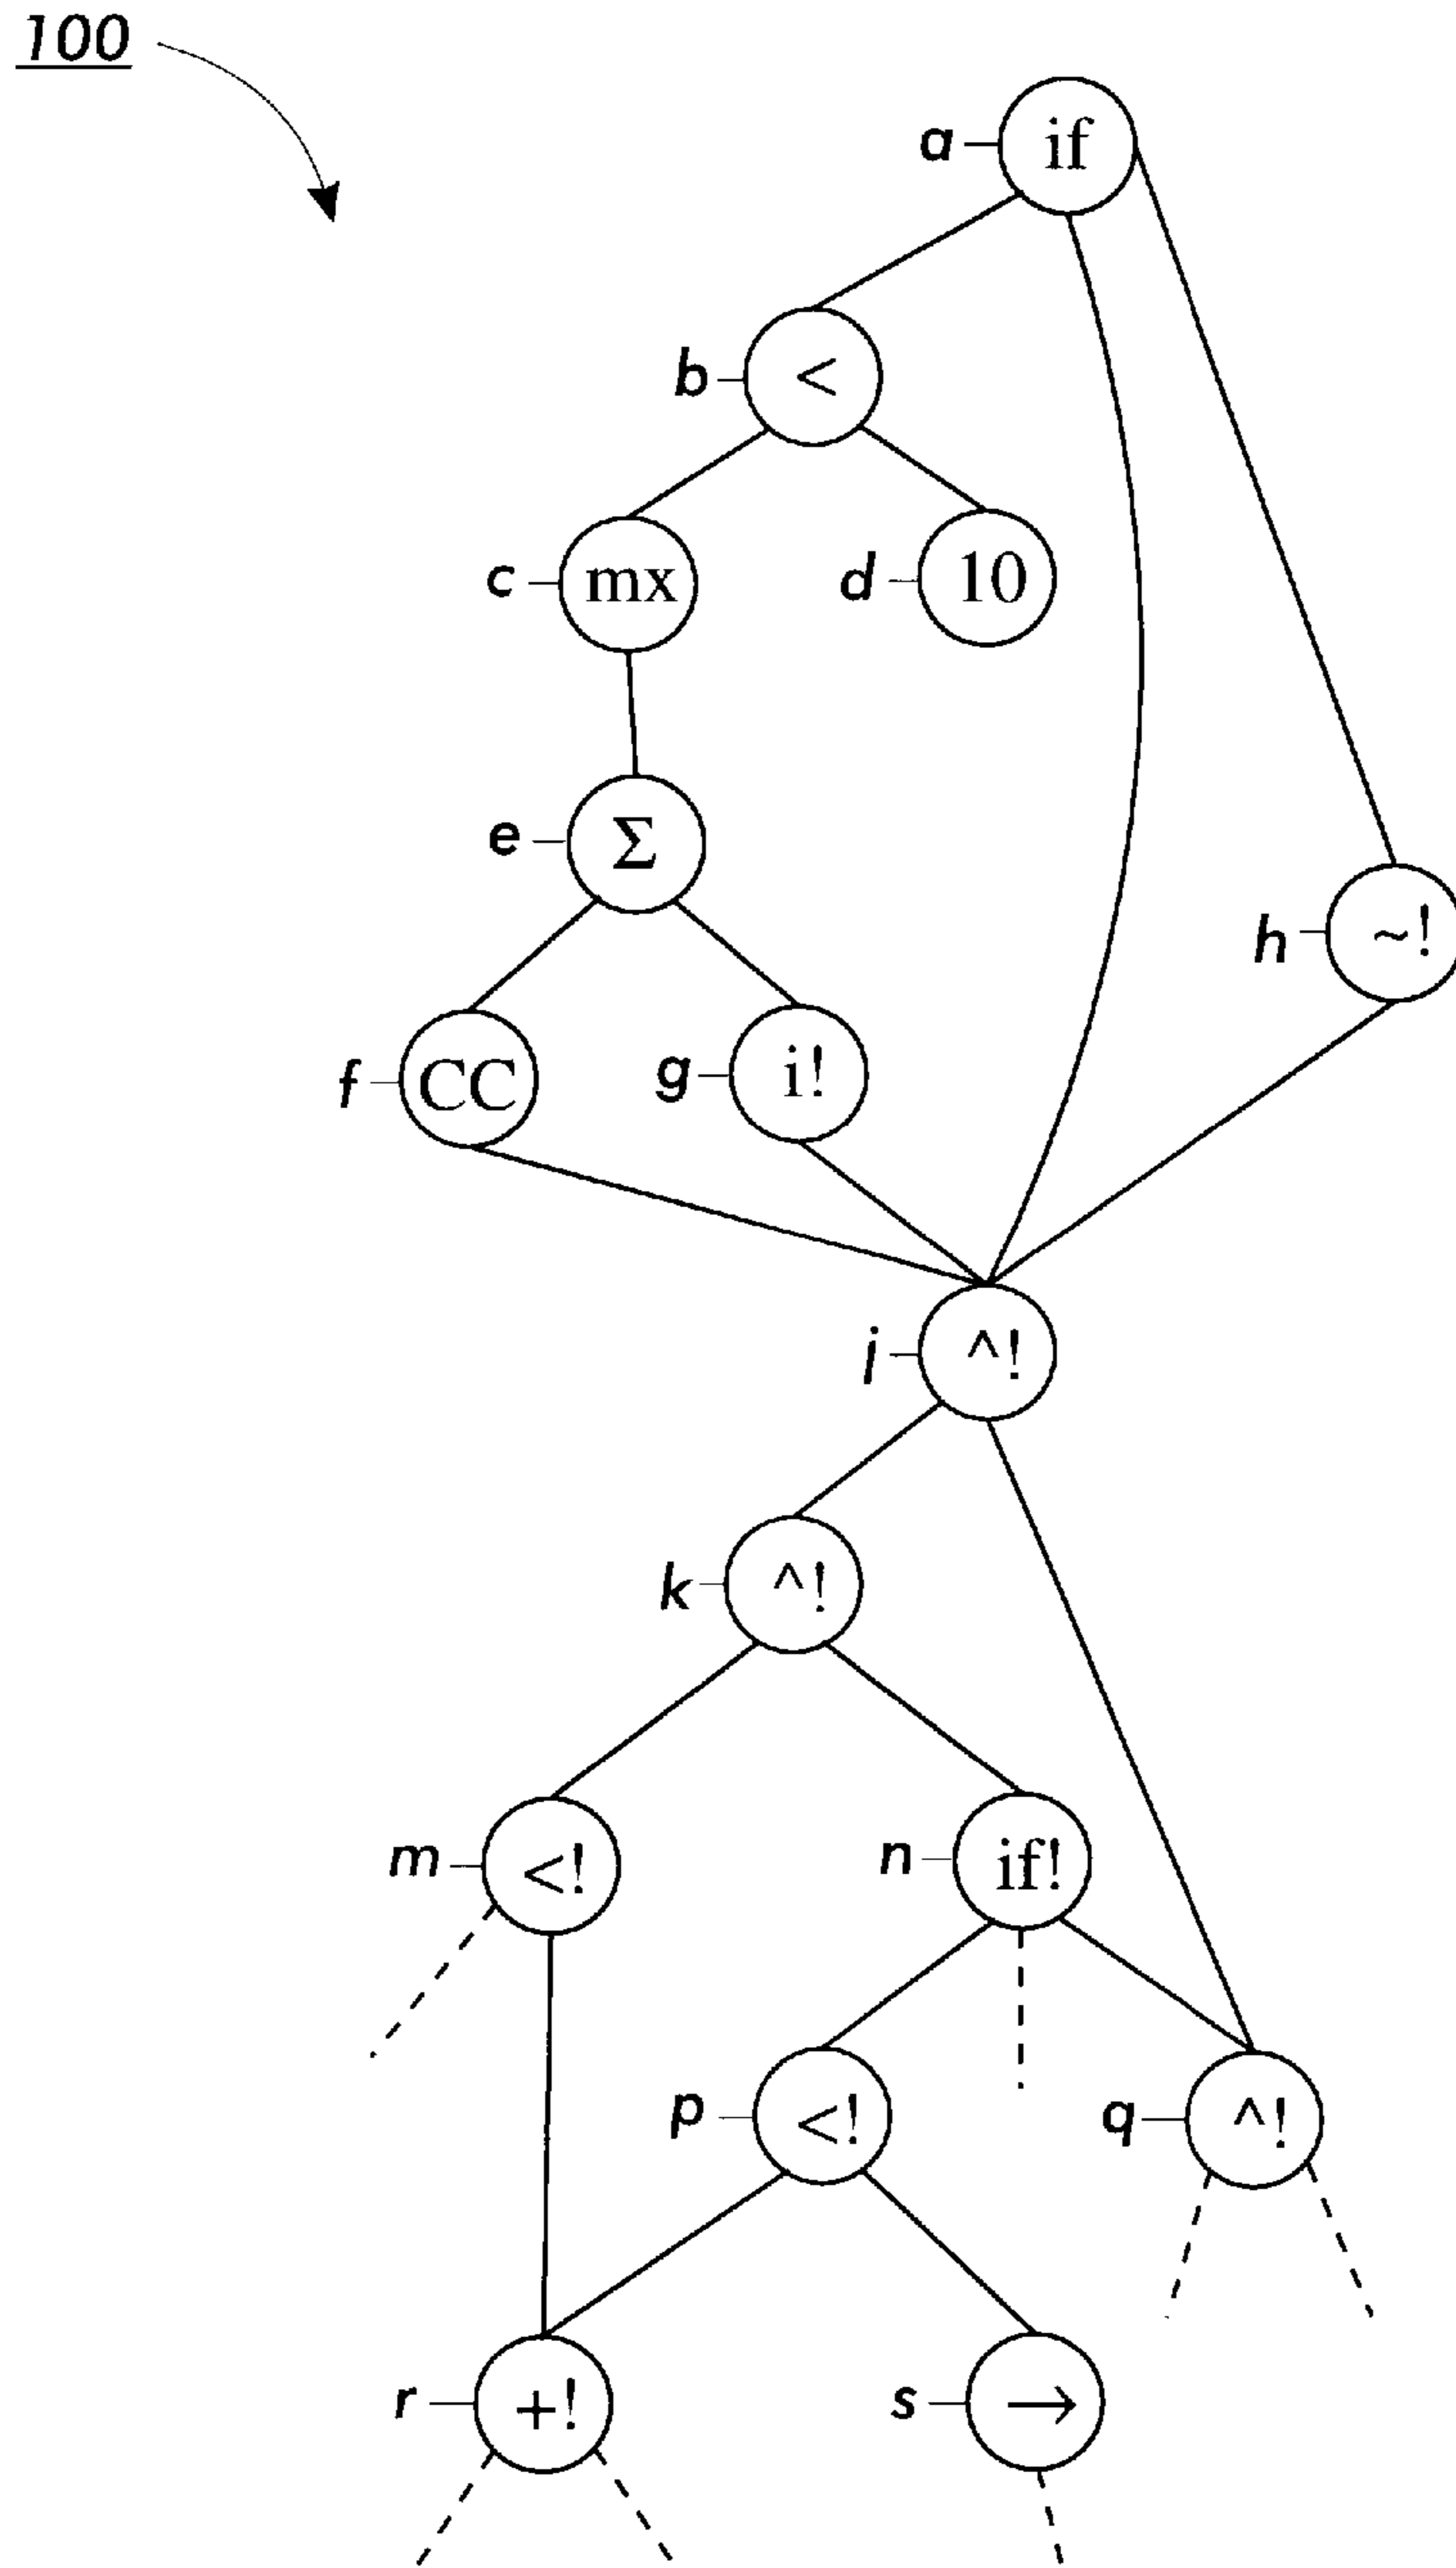 100
a if
b <
c mx
d 10
e Σ
h ~!
f CC
g i!
j ^!
k ^!
m <!
n if!
p <!
q ^!
r +!
s →